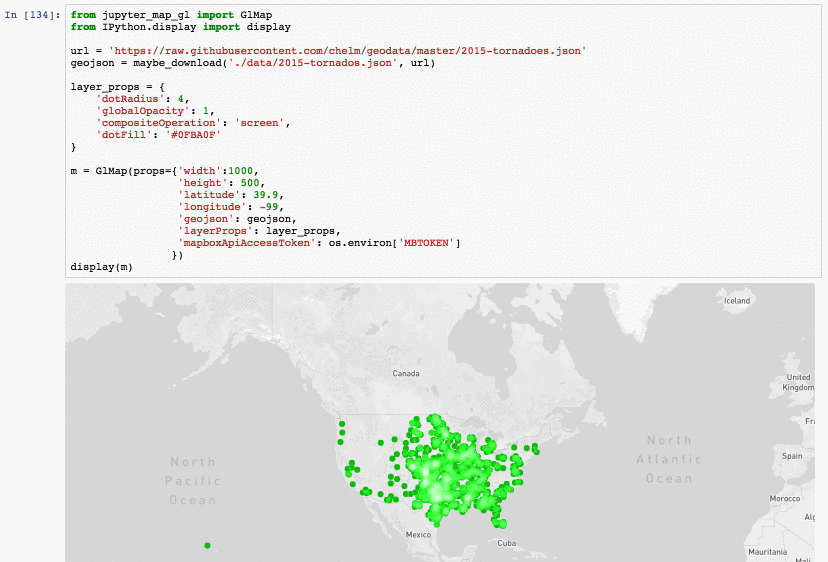 In [134]:
from jupyter_map_gl import GlMap
from IPython.display import display
url = 'https://raw.githubusercontent.com/chelm/geodata/master/2015-tornadoes.json'
geojson = maybe_download('./data/2015-tornados.json', url)
layer_props = {
'dotRadius': 4,
'globalOpacity': 1,
'compositeOperation': 'screen',
'dotFill': '#0FBA0F'
}
m = GlMap(props={'width':1000,
'height': 500,
'latitude': 39.9,
'longitude': -99,
'geojson': geojson,
'layerProps': layer_props,
'mapboxApiAccessToken': os.environ['MBTOKEN']
})
display(m)
Iceland
Canada
United
Kingdom
Fra
North
Pacific
Ocean
North
Atlantic
Ocean
Spain
Morocco
Alg
Mexico
Cuba
Mauritania
Mali